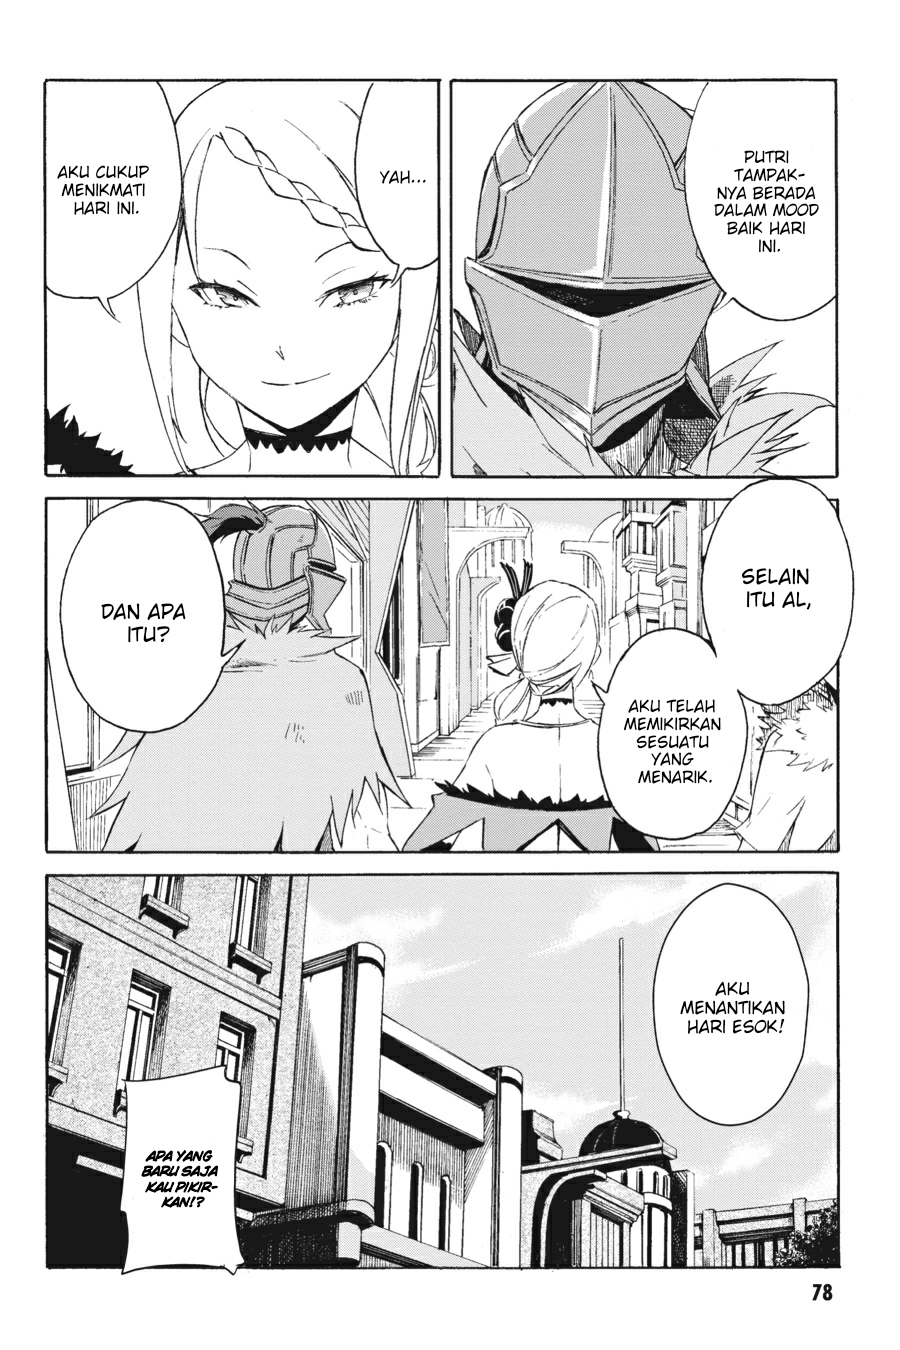 PUTRI
TAMPAK-
NYA BERADA
DALAM MOOD
BAIK HARI
INI.
YAH...
AKU CUKUP
MENIKMATI
HARI INI.
SELAIN
ITU AL,
AKU TELAH
MEMIKIRKAN
SESUATU
YANG
MENARIK.
DAN APA
ITU?
AKU
MENANTIKAN
HARI ESOK!
APA YANG
BARU SAJA
KAU PIKIR-
KAN!?
78